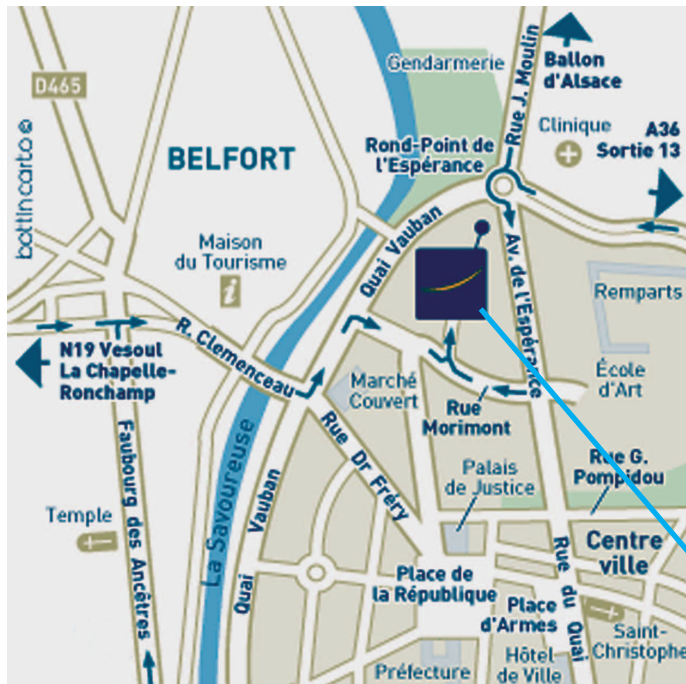 Gendarmerie
Rue J. Moulin
Ballon
d'Alsace
D465
bottincarto ©
BELFORT
Rond-Point de
l'Espérance
Clinique
A36
Sortie 13
Maison
du Tourisme
i
Quai Vauban
Av. de l'Espérance
Remparts
R. Clemenceau
N19 Vesoul
La Chapelle-
Ronchamp
Marché
Couvert
Rue
Morimont
École
d'Art
Faubourg des Ancêtres
La Savoureuse
Quai Vauban
Rue Dr Fréry
Palais
de Justice
Rue G.
Pompidou
Temple
Centre
ville
Place de
la République
Place
d'Armes
Rue du Quai
Saint-
Christophe
Préfecture
Hôtel
de Ville